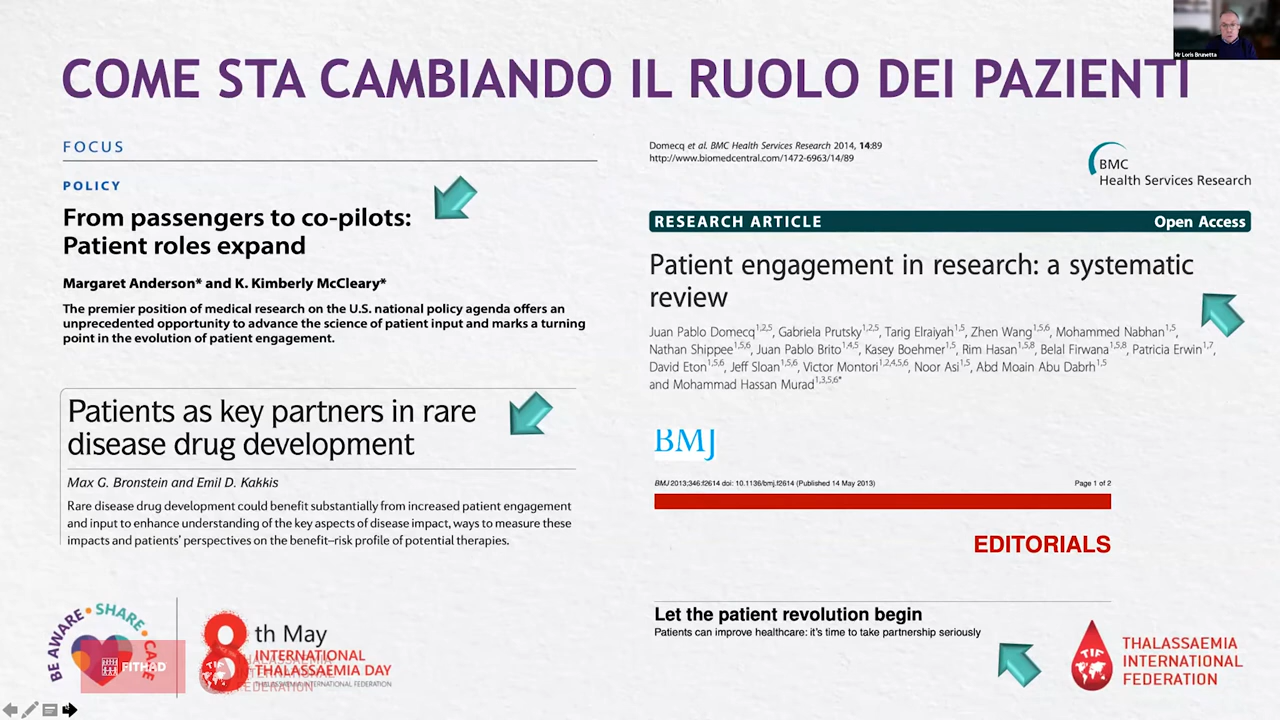 Mr Loris Brunetta
COME STA CAMBIANDO IL RUOLO DEI PAZIENTI
FOCUS
POLICY
From passengers to co-pilots:
Patient roles expand
Margaret Anderson* and K. Kimberly McCleary*
The premier position of medical research on the U.S. national policy agenda offers an
unprecedented opportunity to advance the science of patient input and marks a turning
point in the evolution of patient engagement.
Patients as key partners in rare
disease drug development
Max G. Bronstein and Emil D. Kakkis
Rare disease drug development could benefit substantially from increased patient engagement
and input to enhance understanding of the key aspects of disease impact, ways to measure these
impacts and patients' perspectives on the benefit–risk profile of potential therapies.
Domecq et al. BMC Health Services Research 2014, 14:89
http://www.biomedcentral.com/1472-6963/14/89
BMC
Health Services Research
RESEARCH ARTICLE Open Access
Patient engagement in research: a systematic
review
Juan Pablo Domecq1,2,5, Gabriela Prutsky1,2,5, Tarig Elraiyah1,5, Zhen Wang1,5,6, Mohammed Nabhan1,5,
Nathan Shippee1,5,6, Juan Pablo Brito1,4,5, Kasey Boehmer1,5, Rim Hasan1,5,8, Belal Firwana1,5,8, Patricia Erwin1,7,
David Eton1,5,6, Jeff Sloan1,5,6, Victor Montori1,2,4,5,6, Noor Asi1,5, Abd Moain Abu Dabrh1,5
and Mohammad Hassan Murad1,3,5,6*
BMJ
BMJ 2013;346:f2614 doi: 10.1136/bmj.f2614 (Published 14 May 2013) Page 1 of 2
EDITORIALS
Let the patient revolution begin
Patients can improve healthcare: it's time to take partnership seriously
BE AWARE • SHARE • CARE
FITHAD
8th May
INTERNATIONAL
THALASSAEMIA DAY
THALASSAEMIA INTERNATIONAL FEDERATION
THALASSAEMIA
INTERNATIONAL
FEDERATION
TIF
THALASSAEMIA
INTERNATIONAL
FEDERATION